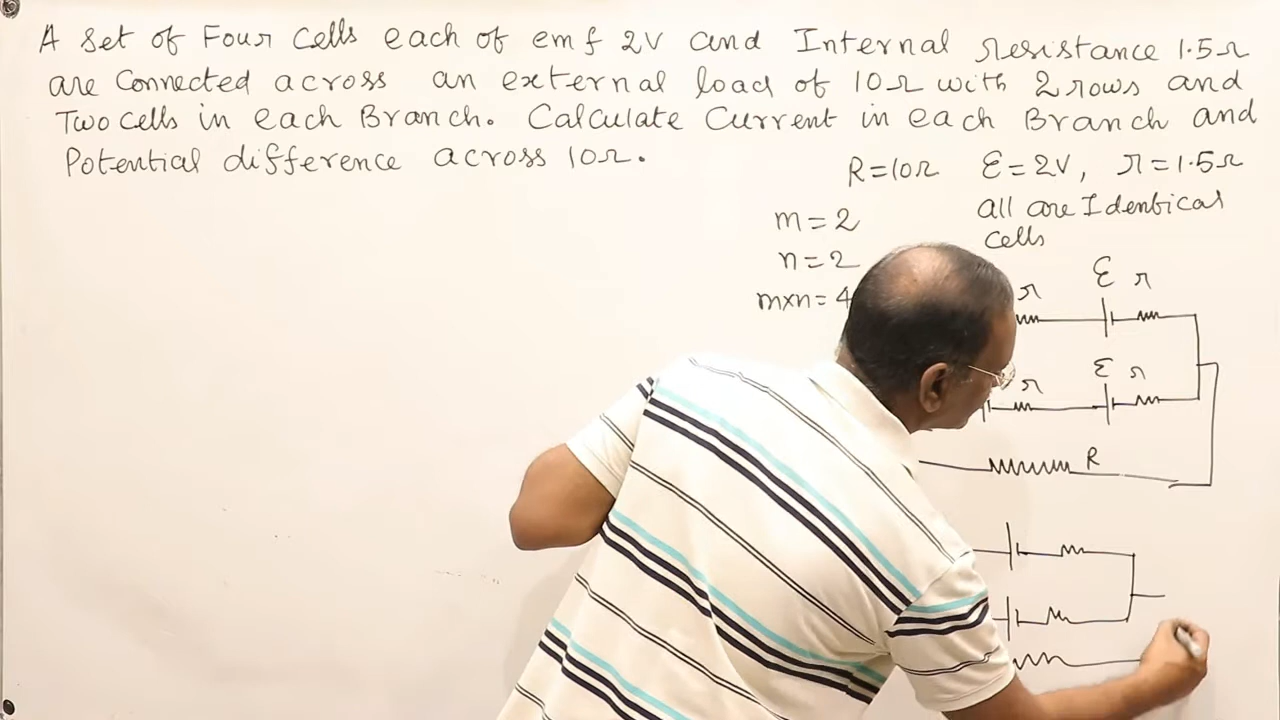 A Set of Four Cells each of emf 2V and Internal resistance 1.5Ω
are Connected across an external load of 10Ω with 2 rows and
Two Cells in each Branch. Calculate Current in each Branch and
Potential difference across 10Ω.
R=10Ω ε=2V, r=1.5Ω
all are Identical
cells
m=2
n=2
m×n=4
ε r
r
ε r
r
R